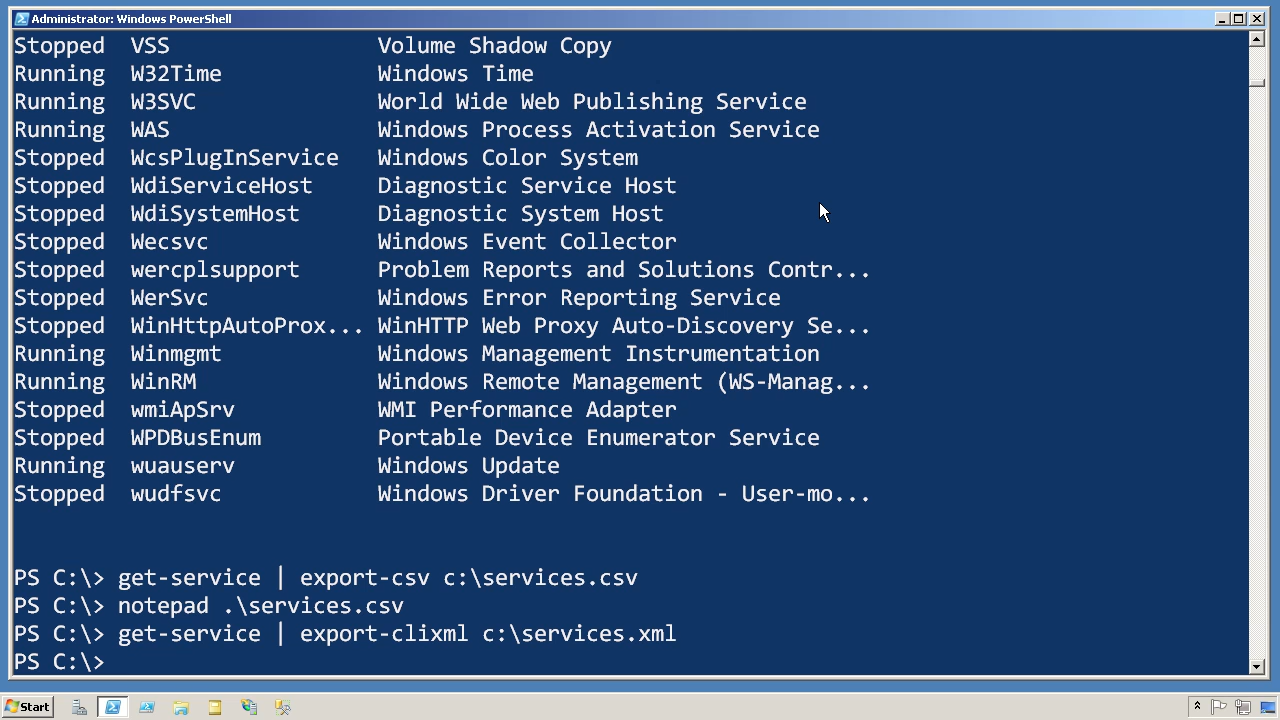 Administrator: Windows PowerShell
Stopped  VSS                Volume Shadow Copy
Running  W32Time            Windows Time
Running  W3SVC              World Wide Web Publishing Service
Running  WAS                Windows Process Activation Service
Stopped  WcsPlugInService   Windows Color System
Stopped  WdiServiceHost     Diagnostic Service Host
Stopped  WdiSystemHost      Diagnostic System Host
Stopped  Wecsvc             Windows Event Collector
Stopped  wercplsupport      Problem Reports and Solutions Contr...
Stopped  WerSvc             Windows Error Reporting Service
Stopped  WinHttpAutoProx... WinHTTP Web Proxy Auto-Discovery Se...
Running  Winmgmt            Windows Management Instrumentation
Running  WinRM              Windows Remote Management (WS-Manag...
Stopped  wmiApSrv           WMI Performance Adapter
Stopped  WPDBusEnum         Portable Device Enumerator Service
Running  wuauserv           Windows Update
Stopped  wudfsvc            Windows Driver Foundation - User-mo...
PS C:\> get-service | export-csv c:\services.csv
PS C:\> notepad .\services.csv
PS C:\> get-service | export-clixml c:\services.xml
PS C:\>
Start